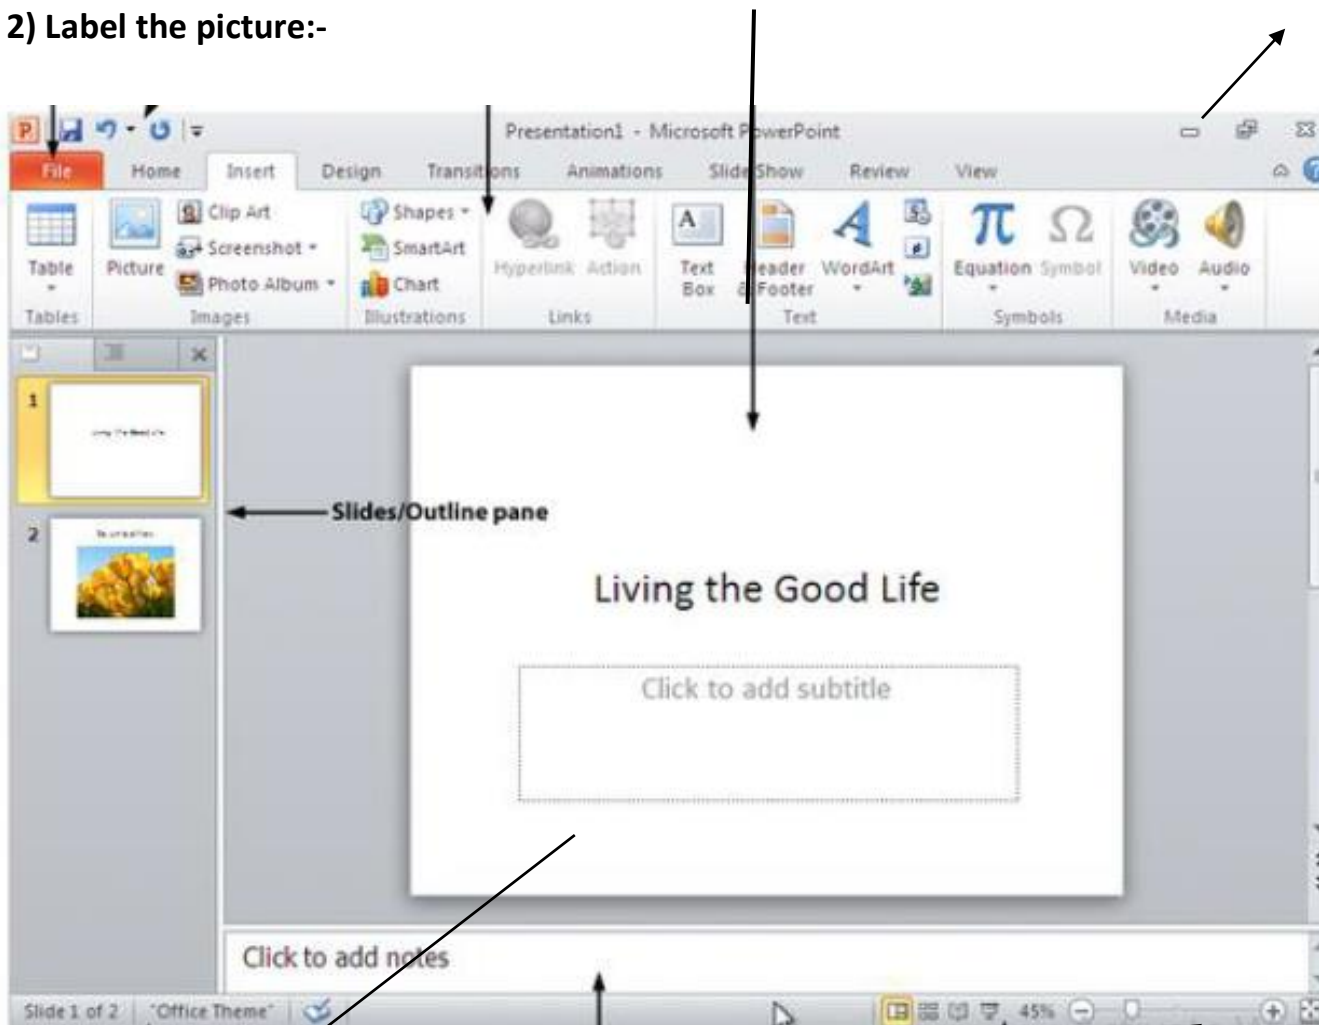 2) Label the picture:-
Presentation1 - Microsoft PowerPoint
File Home Insert Design Transitions Animations Slide Show Review View
Table
Picture
Clip Art
Screenshot
Photo Album
Shapes
SmartArt
Chart
Hyperlink Action
Text Box
Header & Footer
WordArt
Equation Symbol
Video Audio
Tables Images Illustrations Links Text Symbols Media
1
Slides/Outline pane
2
Living the Good Life
Click to add subtitle
Click to add notes
Slide 1 of 2 "Office Theme" 45%